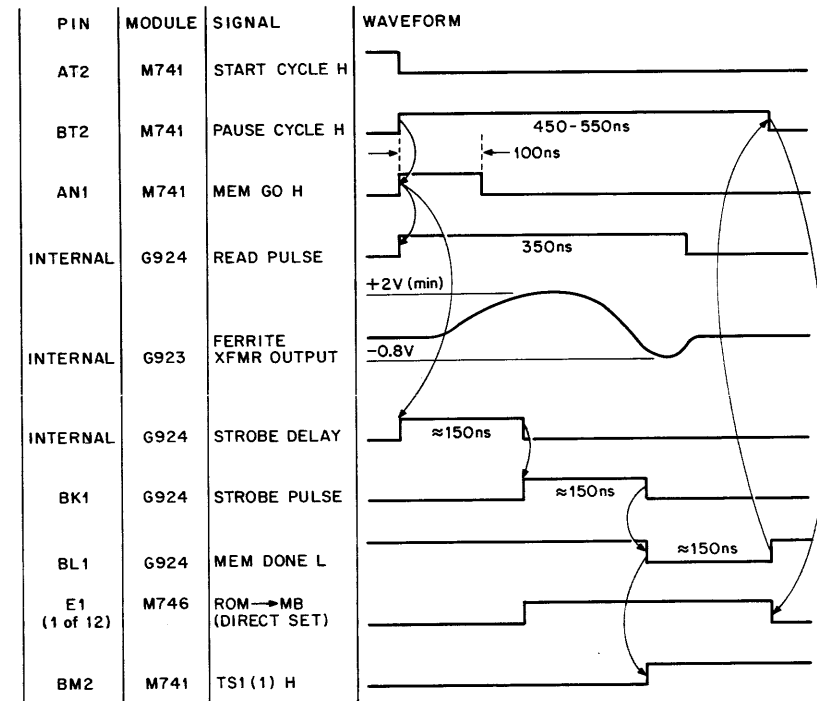 PIN MODULE SIGNAL WAVEFORM
AT2 M741 START CYCLE H
BT2 M741 PAUSE CYCLE H 450-550ns
100ns
AN1 M741 MEM GO H
INTERNAL G924 READ PULSE 350ns
+2V (min)
INTERNAL G923 FERRITE XFMR OUTPUT
-0.8V
INTERNAL G924 STROBE DELAY ≈150ns
BK1 G924 STROBE PULSE ≈150ns
BL1 G924 MEM DONE L ≈150ns
E1 M746 ROM→MB
(1 of 12) (DIRECT SET)
BM2 M741 TS1(1) H